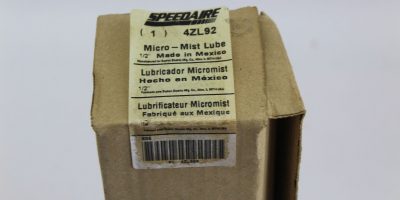 SPEEDAIRE
(1) 4ZL92
Micro-Mist Lube
1/2" Made in Mexico
Lubricador Micromist
Hecho en México
1/2"
Lubrificateur Micromist
Fabriqué aux Mexique